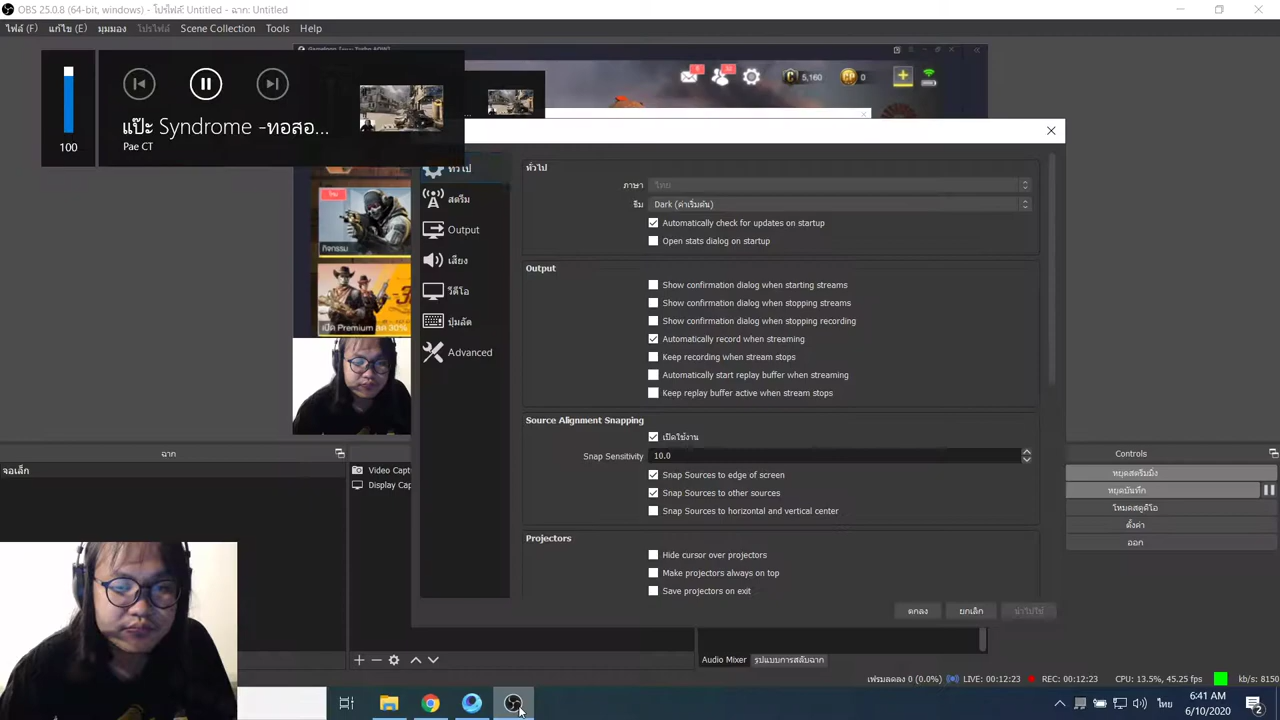 OBS 25.0.8 (64-bit, windows) - โปรไฟล์: Untitled - ฉาก: Untitled
ไฟล์ (F)
แก้ไข (E)
มุมมอง
โปรไฟล์
Scene Collection
Tools
Help
5,160
0
100
แป๊ะ Syndrome -ทอสอ...
Pae CT
ทั่วไป
สตรีม
Output
เสียง
วิดีโอ
ปุ่มลัด
Advanced
ทั่วไป
ภาษา
ไทย
ธีม
Dark (ค่าเริ่มต้น)
Automatically check for updates on startup
Open stats dialog on startup
Output
Show confirmation dialog when starting streams
Show confirmation dialog when stopping streams
Show confirmation dialog when stopping recording
Automatically record when streaming
Keep recording when stream stops
Automatically start replay buffer when streaming
Keep replay buffer active when stream stops
Source Alignment Snapping
เปิดใช้งาน
Snap Sensitivity
10.0
Snap Sources to edge of screen
Snap Sources to other sources
Snap Sources to horizontal and vertical center
Projectors
Hide cursor over projectors
Make projectors always on top
Save projectors on exit
ตกลง
ยกเลิก
นำไปใช้
กิจกรรม
เปิด Premium ลด 30%
ฉาก
จอเล็ก
Video Capt
Display Cap
Controls
หยุดสตรีมมิ่ง
หยุดบันทึก
โหมดสตูดิโอ
ตั้งค่า
ออก
Audio Mixer
รูปแบบการสลับฉาก
เฟรมลดลง 0 (0.0%)
LIVE: 00:12:23
REC: 00:12:23
CPU: 13.5%, 45.25 fps
kb/s: 8150
ไทย
6:41 AM
6/10/2020
2